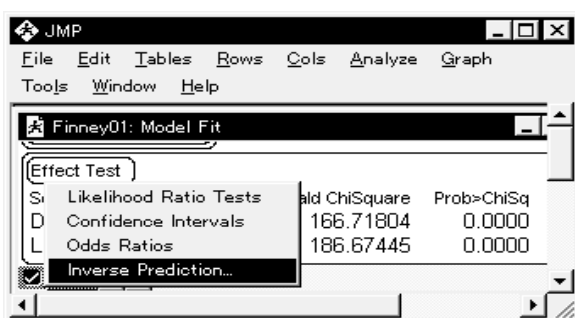 JMP
File Edit Tables Rows Cols Analyze Graph
Tools Window Help
Finney01: Model Fit
Effect Test
ald ChiSquare Prob>ChiSq
Likelihood Ratio Tests
D Confidence Intervals 166.71804 0.0000
L Odds Ratios 186.67445 0.0000
Inverse Prediction...